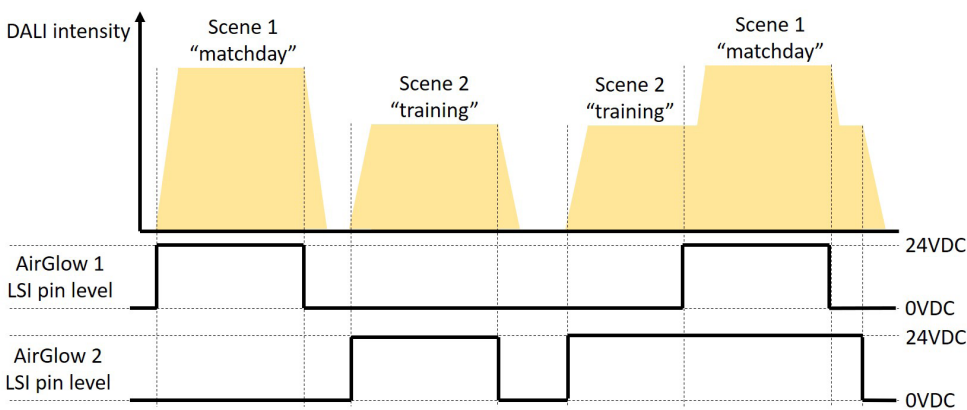 DALI intensity
Scene 1
“matchday”
Scene 2
“training”
Scene 2
“training”
Scene 1
“matchday”
AirGlow 1
LSI pin level
24VDC
0VDC
AirGlow 2
LSI pin level
24VDC
0VDC